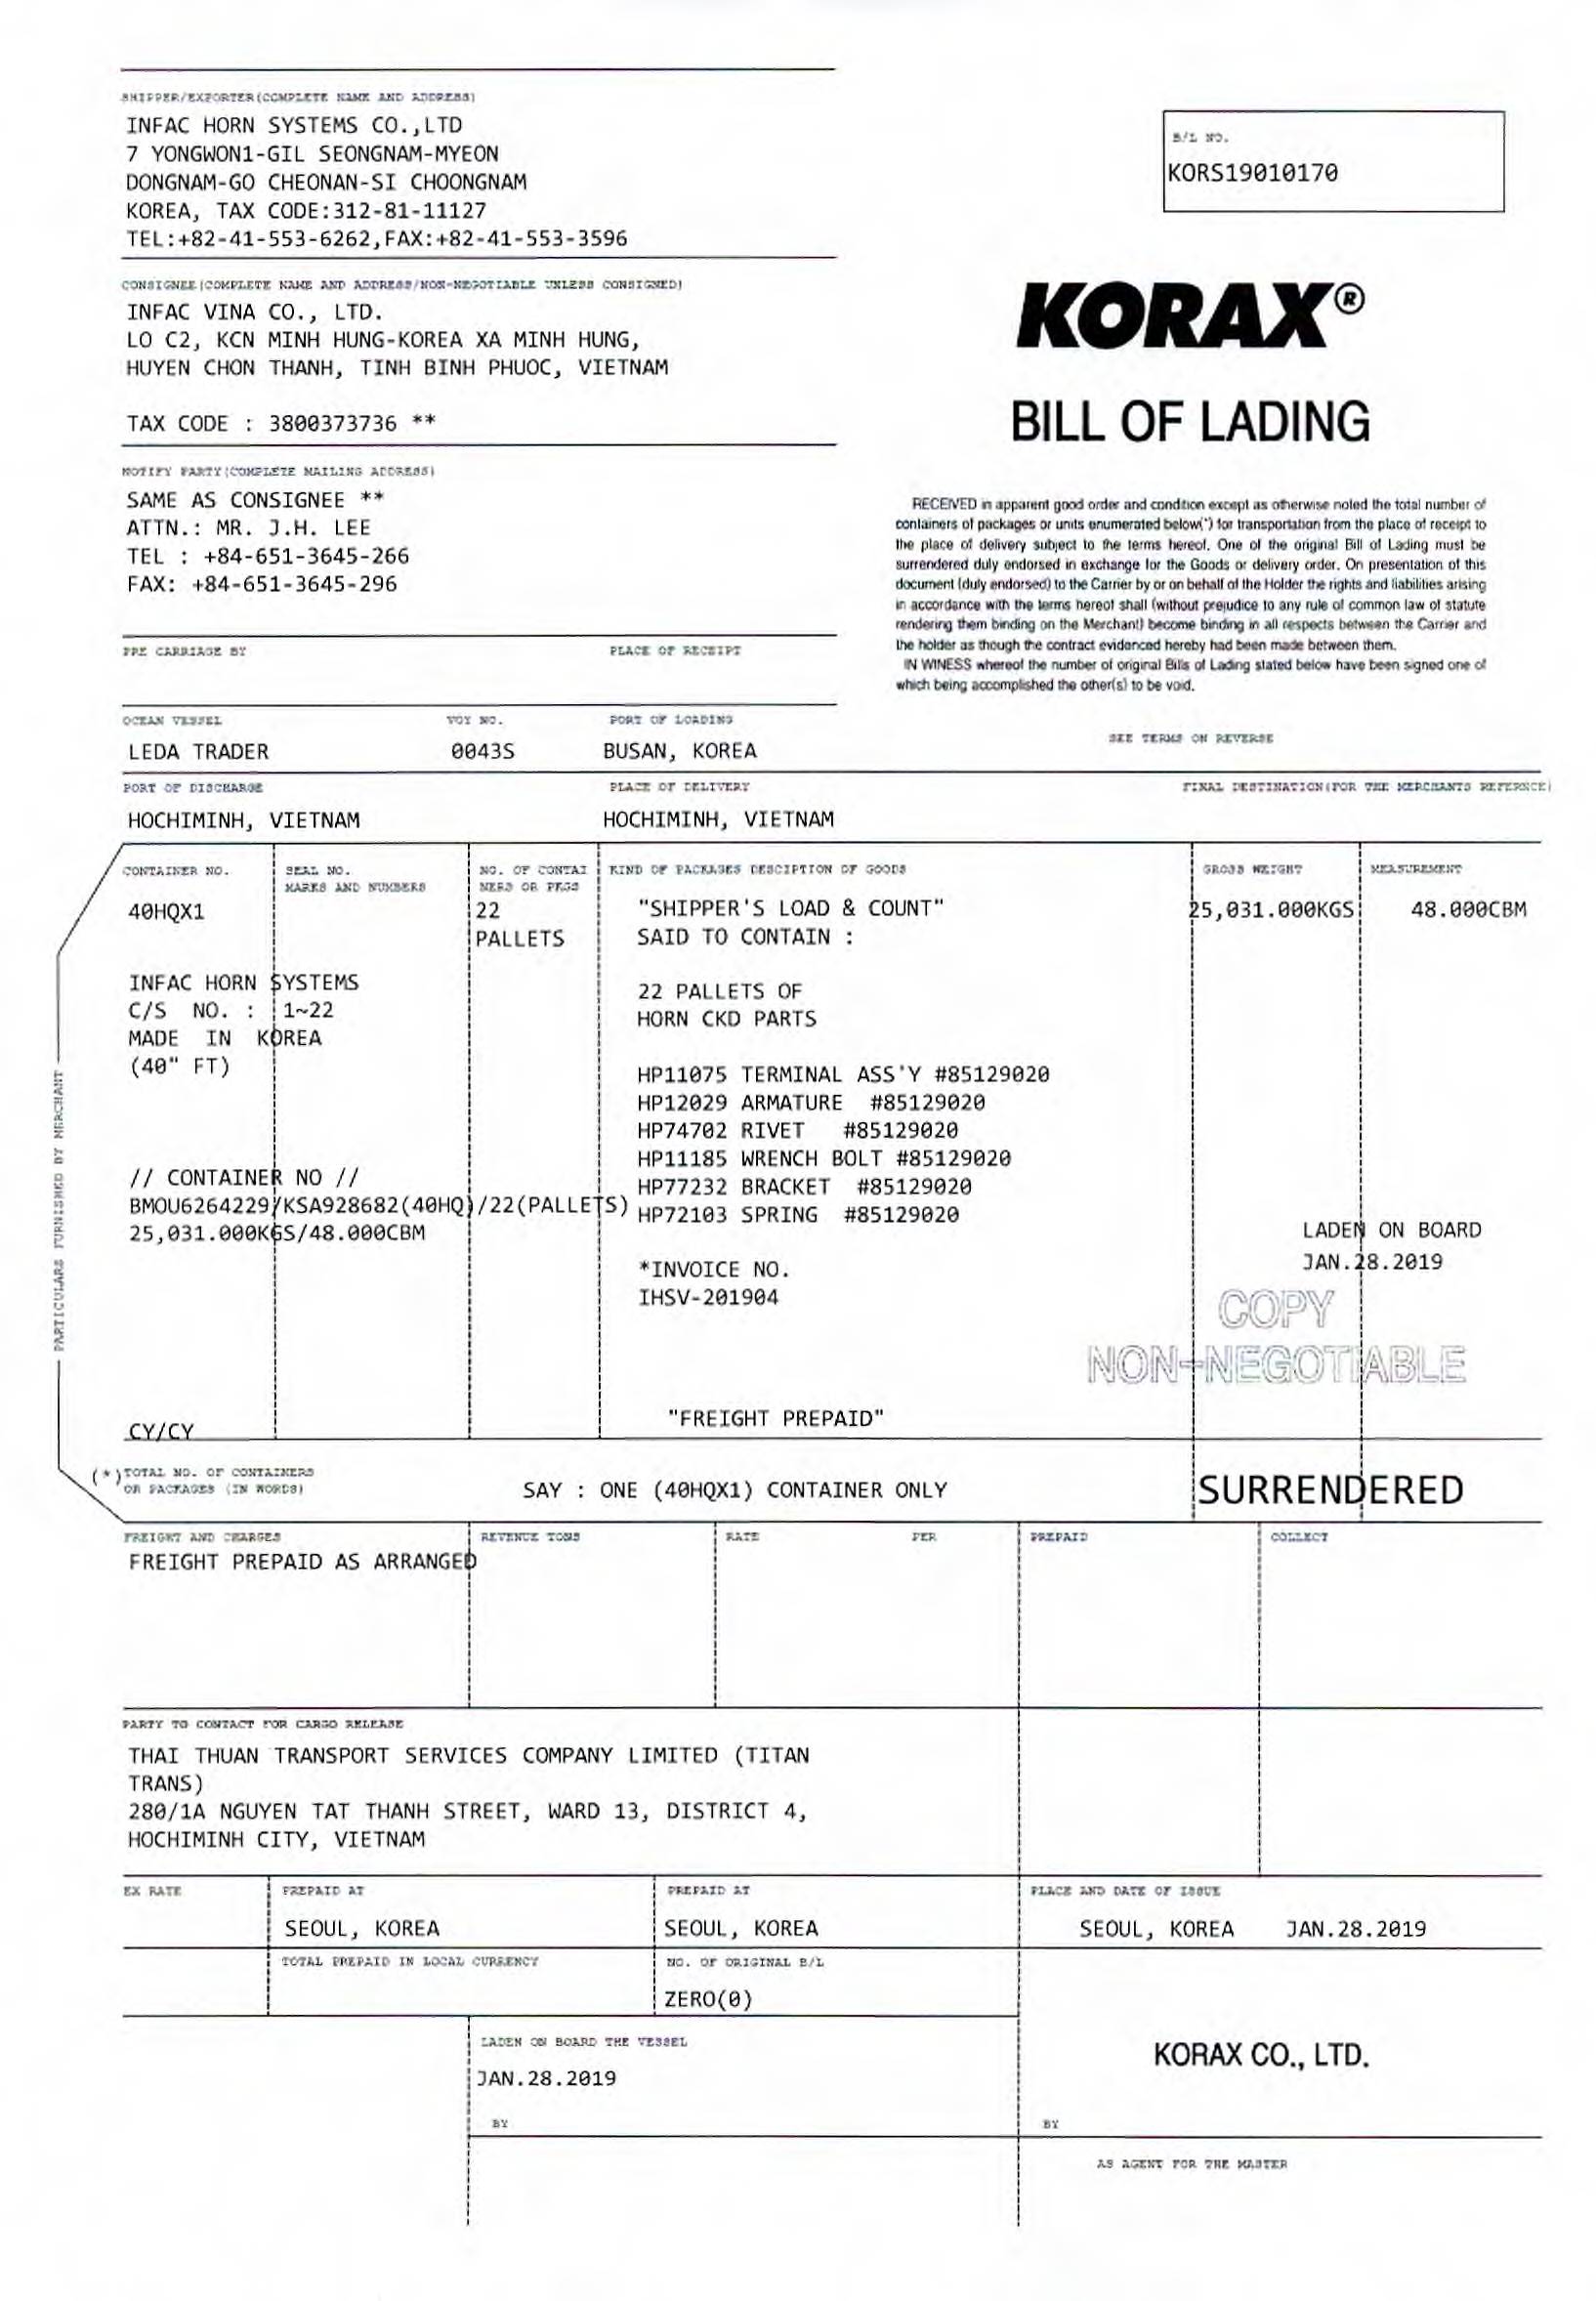 SHIPPER/EXPORTER(COMPLETE NAME AND ADDRESS)
INFAC HORN SYSTEMS CO.,LTD
7 YONGWON1-GIL SEONGNAM-MYEON
DONGNAM-GO CHEONAN-SI CHOONGNAM
KOREA, TAX CODE:312-81-11127
TEL:+82-41-553-6262,FAX:+82-41-553-3596
B/L NO.
KORS19010170
CONSIGNEE(COMPLETE NAME AND ADDRESS/NON-NEGOTIABLE UNLESS CONSIGNED)
INFAC VINA CO., LTD.
LO C2, KCN MINH HUNG-KOREA XA MINH HUNG,
HUYEN CHON THANH, TINH BINH PHUOC, VIETNAM
TAX CODE : 3800373736 **
KORAX®
BILL OF LADING
NOTIFY PARTY(COMPLETE MAILING ADDRESS)
SAME AS CONSIGNEE **
ATTN.: MR. J.H. LEE
TEL : +84-651-3645-266
FAX: +84-651-3645-296
RECEIVED in apparent good order and condition except as otherwise noted the total number of
containers of packages or units enumerated below(*) for transportation from the place of receipt to
the place of delivery subject to the terms hereof. One of the original Bill of Lading must be
surrendered duly endorsed in exchange for the Goods or delivery order. On presentation of this
document (duly endorsed) to the Carrier by or on behalf of the Holder the rights and liabilities arising
in accordance with the terms hereof shall (without prejudice to any rule of common law of statute
rendering them binding on the Merchant) become binding in all respects between the Carrier and
the holder as though the contract evidenced hereby had been made between them.
IN WINESS whereof the number of original Bills of Lading stated below have been signed one of
which being accomplished the other(s) to be void.
PRE CARRIAGE BY PLACE OF RECEIPT
OCEAN VESSEL VOY NO. PORT OF LOADING
LEDA TRADER 0043S BUSAN, KOREA
SEE TERMS ON REVERSE
PORT OF DISCHARGE PLACE OF DELIVERY FINAL DESTINATION(FOR THE MERCHANTS REFERNCE)
HOCHIMINH, VIETNAM HOCHIMINH, VIETNAM
CONTAINER NO. SEAL NO. NO. OF CONTAI KIND OF PACKAGES DESCIPTION OF GOODS GROSS WEIGHT MEASUREMENT
MARKS AND NUMBERS NERS OR PKGS
40HQX1 22 "SHIPPER'S LOAD & COUNT" 25,031.000KGS 48.000CBM
PALLETS SAID TO CONTAIN :
INFAC HORN SYSTEMS 22 PALLETS OF
C/S NO. : 1~22 HORN CKD PARTS
MADE IN KOREA
(40" FT)
HP11075 TERMINAL ASS'Y #85129020
HP12029 ARMATURE #85129020
HP74702 RIVET #85129020
HP11185 WRENCH BOLT #85129020
HP77232 BRACKET #85129020
HP72103 SPRING #85129020
// CONTAINER NO //
BMOU6264229/KSA928682(40HQ)/22(PALLETS)
25,031.000KGS/48.000CBM
*INVOICE NO.
IHSV-201904
LADEN ON BOARD
JAN.28.2019
COPY
NON-NEGOTIABLE
PARTICULARS FURNISHED BY MERCHANT
CY/CY "FREIGHT PREPAID"
(*)TOTAL NO. OF CONTAINERS
OR PACKAGES (IN WORDS)
SAY : ONE (40HQX1) CONTAINER ONLY
SURRENDERED
FREIGHT AND CHARGES REVENUE TONS RATE PER PREPAID COLLECT
FREIGHT PREPAID AS ARRANGED
PARTY TO CONTACT FOR CARGO RELEASE
THAI THUAN TRANSPORT SERVICES COMPANY LIMITED (TITAN
TRANS)
280/1A NGUYEN TAT THANH STREET, WARD 13, DISTRICT 4,
HOCHIMINH CITY, VIETNAM
EX RATE PREPAID AT PREPAID AT PLACE AND DATE OF ISSUE
SEOUL, KOREA SEOUL, KOREA SEOUL, KOREA JAN.28.2019
TOTAL PREPAID IN LOCAL CURRENCY NO. OF ORIGINAL B/L
ZERO(0)
LADEN ON BOARD THE VESSEL
JAN.28.2019
KORAX CO., LTD.
BY BY
AS AGENT FOR THE MASTER